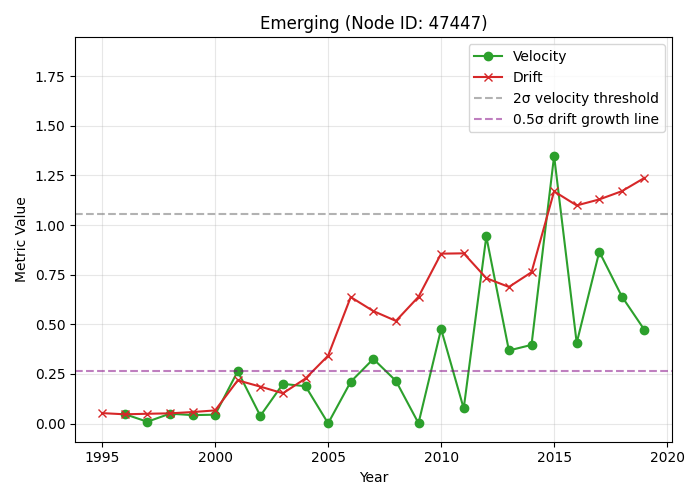 Emerging (Node ID: 47447)
Velocity
Drift
2σ velocity threshold
0.5σ drift growth line
Metric Value
1.75
1.50
1.25
1.00
0.75
0.50
0.25
0.00
1995 2000 2005 2010 2015 2020
Year